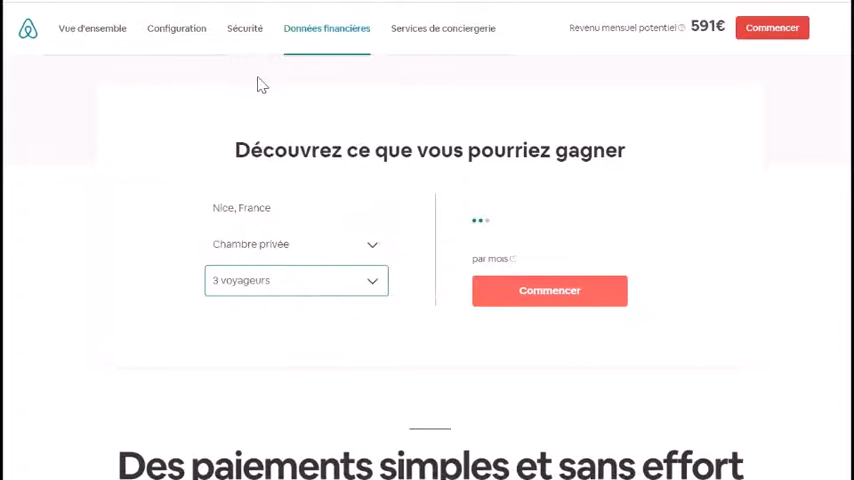 Vue d'ensemble Configuration Sécurité Données financières Services de conciergerie Revenu mensuel potentiel 591€ Commencer
Découvrez ce que vous pourriez gagner
Nice, France
Chambre privée
3 voyageurs
par mois
Commencer
Des paiements simples et sans effort